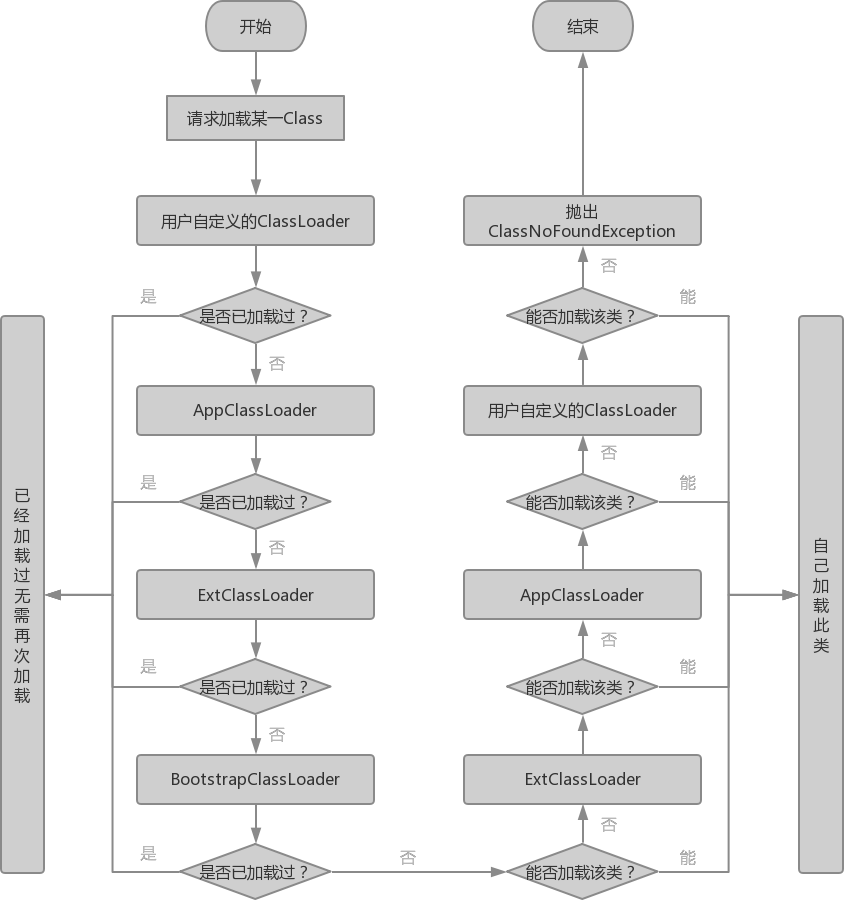 开始
请求加载某一Class
用户自定义的ClassLoader
是
是否已加载过？
否
AppClassLoader
是
是否已加载过？
否
ExtClassLoader
是
是否已加载过？
否
BootstrapClassLoader
是
是否已加载过？
否
已经加载过无需再次加载
结束
抛出
ClassNoFoundException
否
能否加载该类？
能
用户自定义的ClassLoader
否
能否加载该类？
能
AppClassLoader
否
能否加载该类？
能
ExtClassLoader
否
能否加载该类？
能
自己加载此类